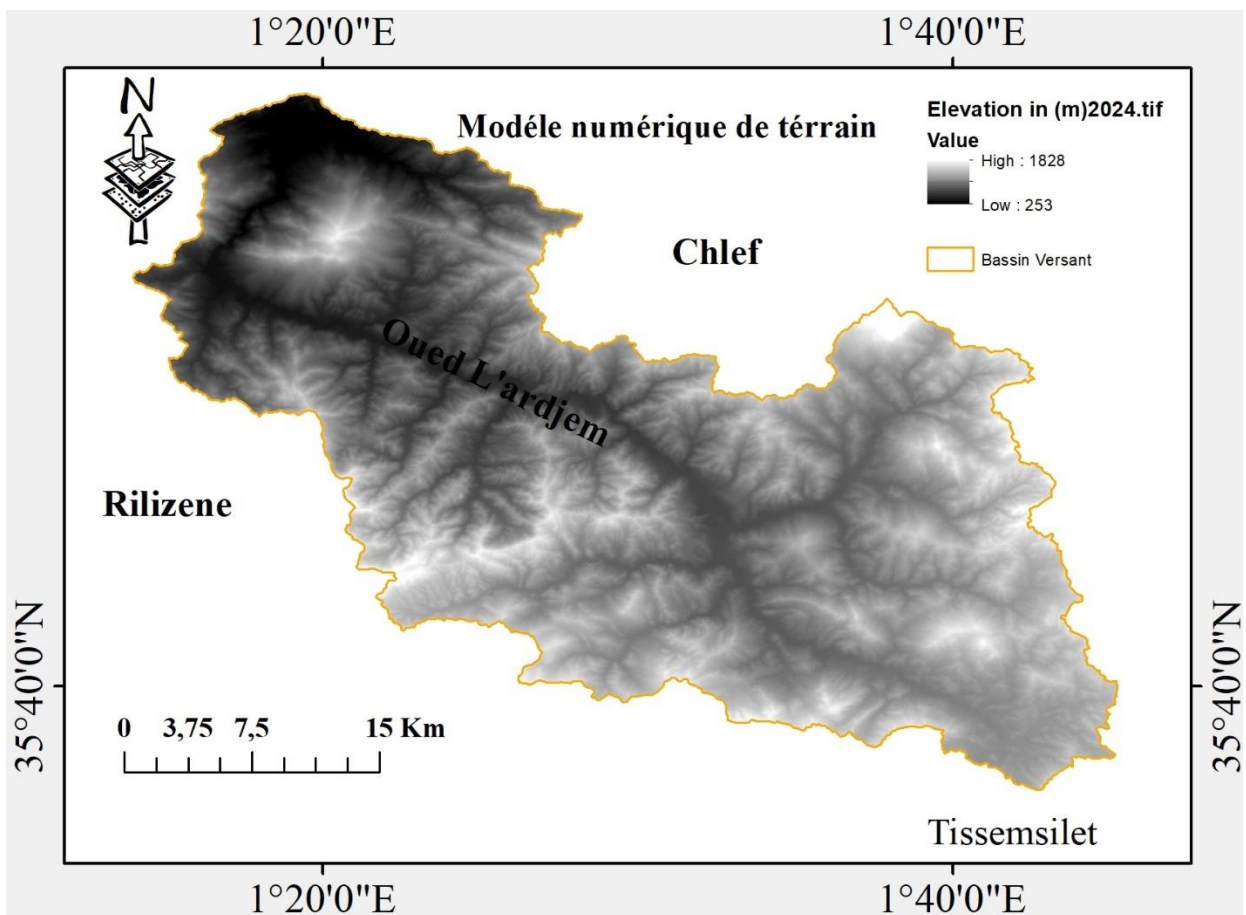 1°20'0"E
1°40'0"E
N
Modéle numérique de térrain
Elevation in (m)2024.tif
Value
High : 1828
Low : 253
Bassin Versant
Chlef
Oued L'ardjem
Rilizene
35°40'0"N
35°40'0"N
0 3,75 7,5 15 Km
Tissemsilet
1°20'0"E
1°40'0"E